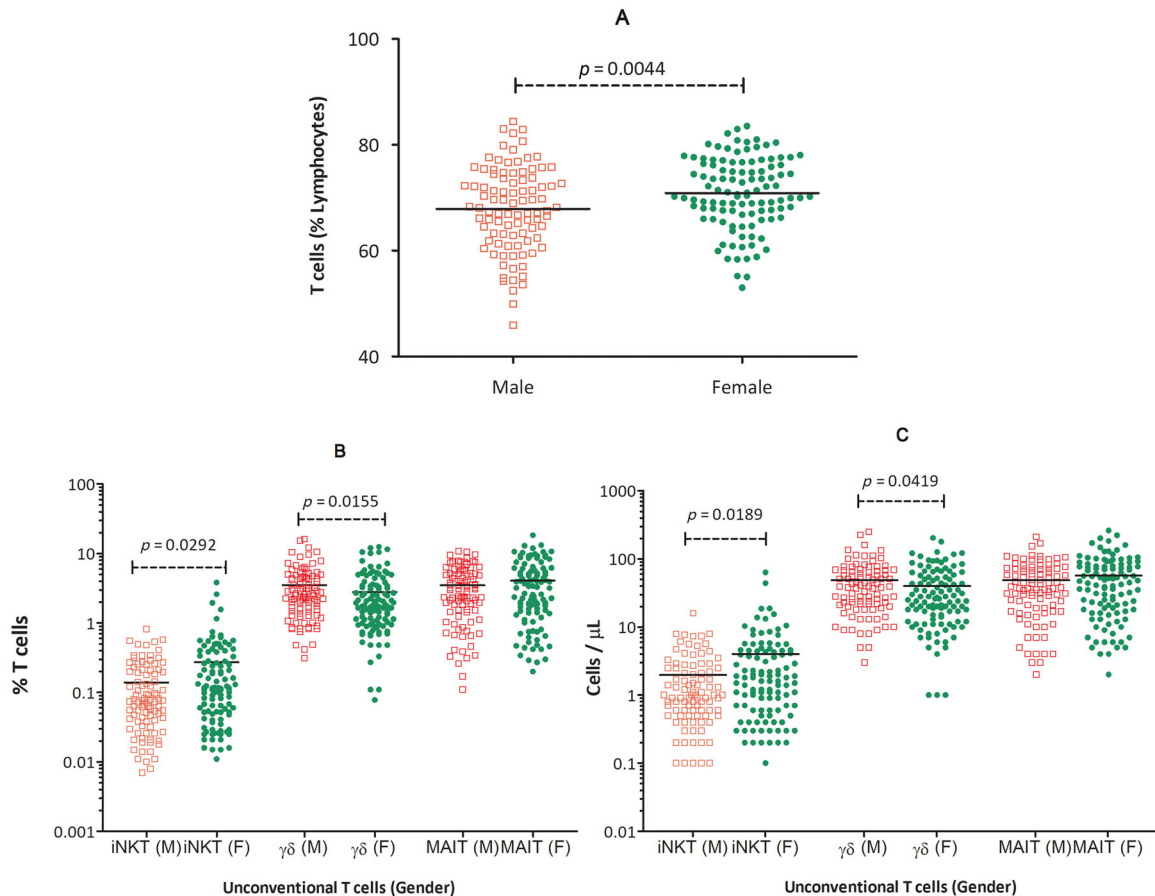 A
T cells (% Lymphocytes)
100
80
60
40
p = 0.0044
Male Female
B
% T cells
100
10
1
0.1
0.01
0.001
p = 0.0292
p = 0.0155
iNKT (M) iNKT (F) γδ (M) γδ (F) MAIT (M) MAIT (F)
Unconventional T cells (Gender)
C
Cells / µL
1000
100
10
1
0.1
0.01
p = 0.0189
p = 0.0419
iNKT (M) iNKT (F) γδ (M) γδ (F) MAIT (M) MAIT (F)
Unconventional T cells (Gender)